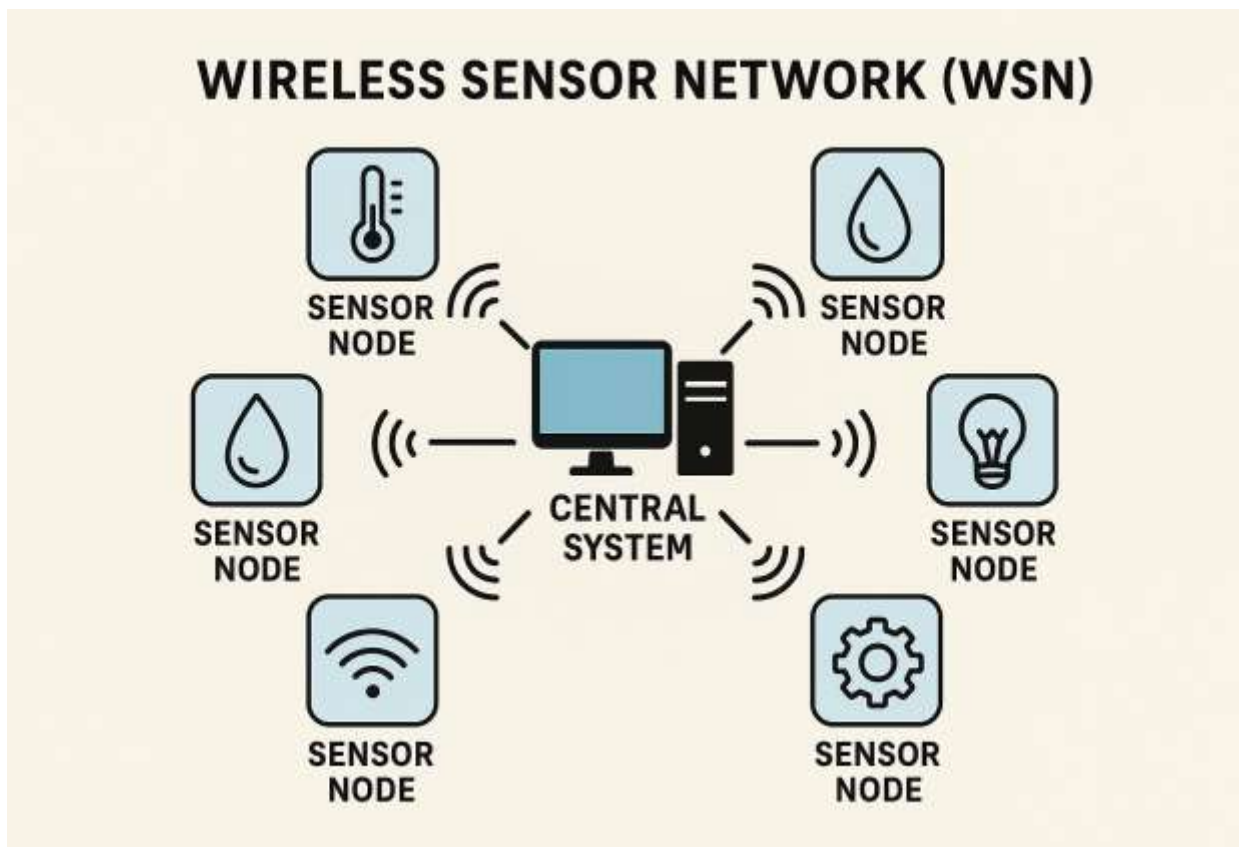 WIRELESS SENSOR NETWORK (WSN)
SENSOR
NODE
SENSOR
NODE
SENSOR
NODE
CENTRAL
SYSTEM
SENSOR
NODE
SENSOR
NODE
SENSOR
NODE